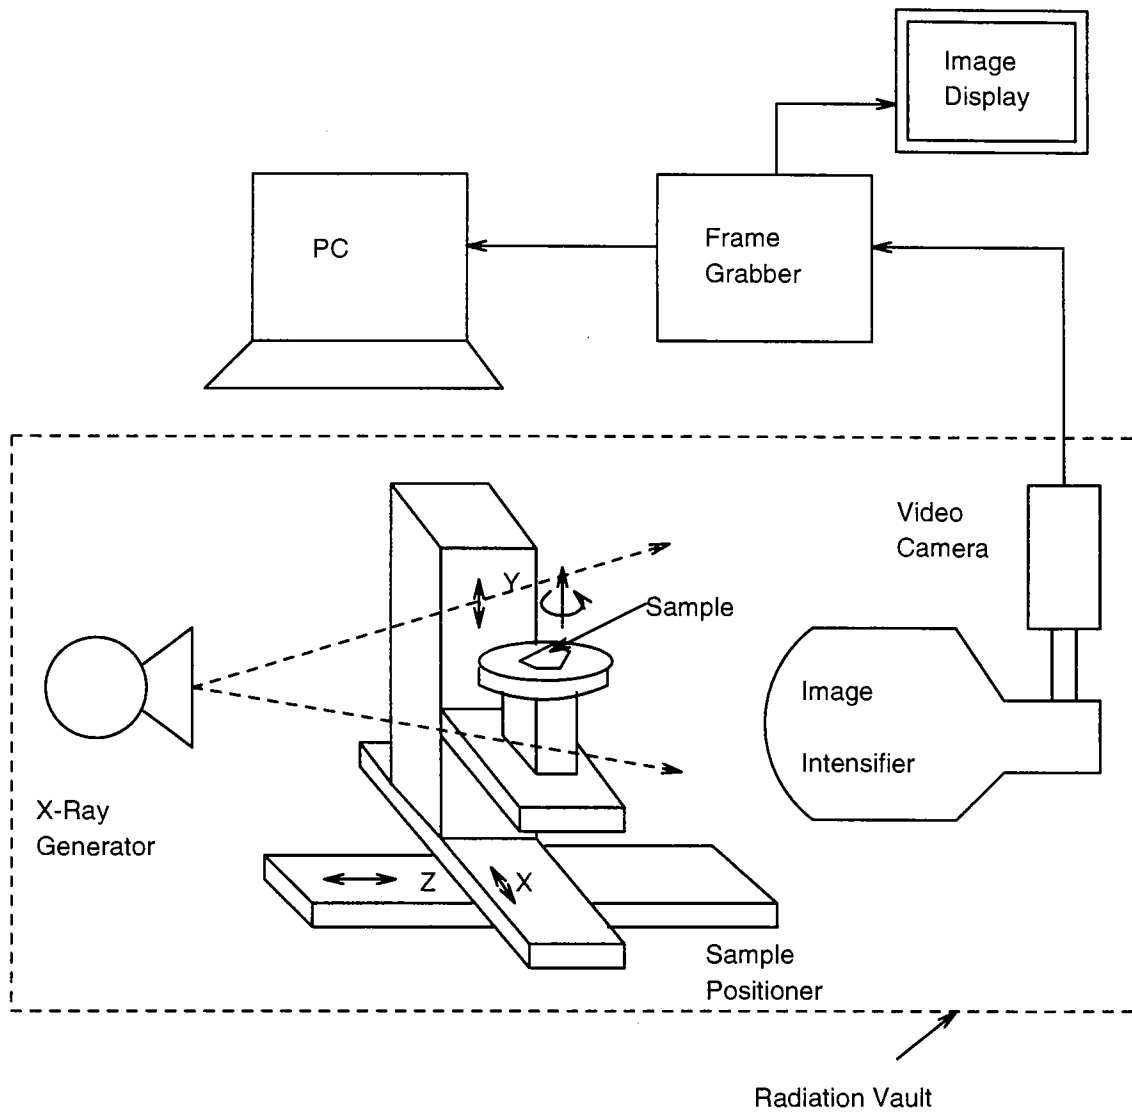 Image
Display
PC
Frame
Grabber
Video
Camera
Y
Sample
Image
Intensifier
X-Ray
Generator
Z
X
Sample
Positioner
Radiation Vault